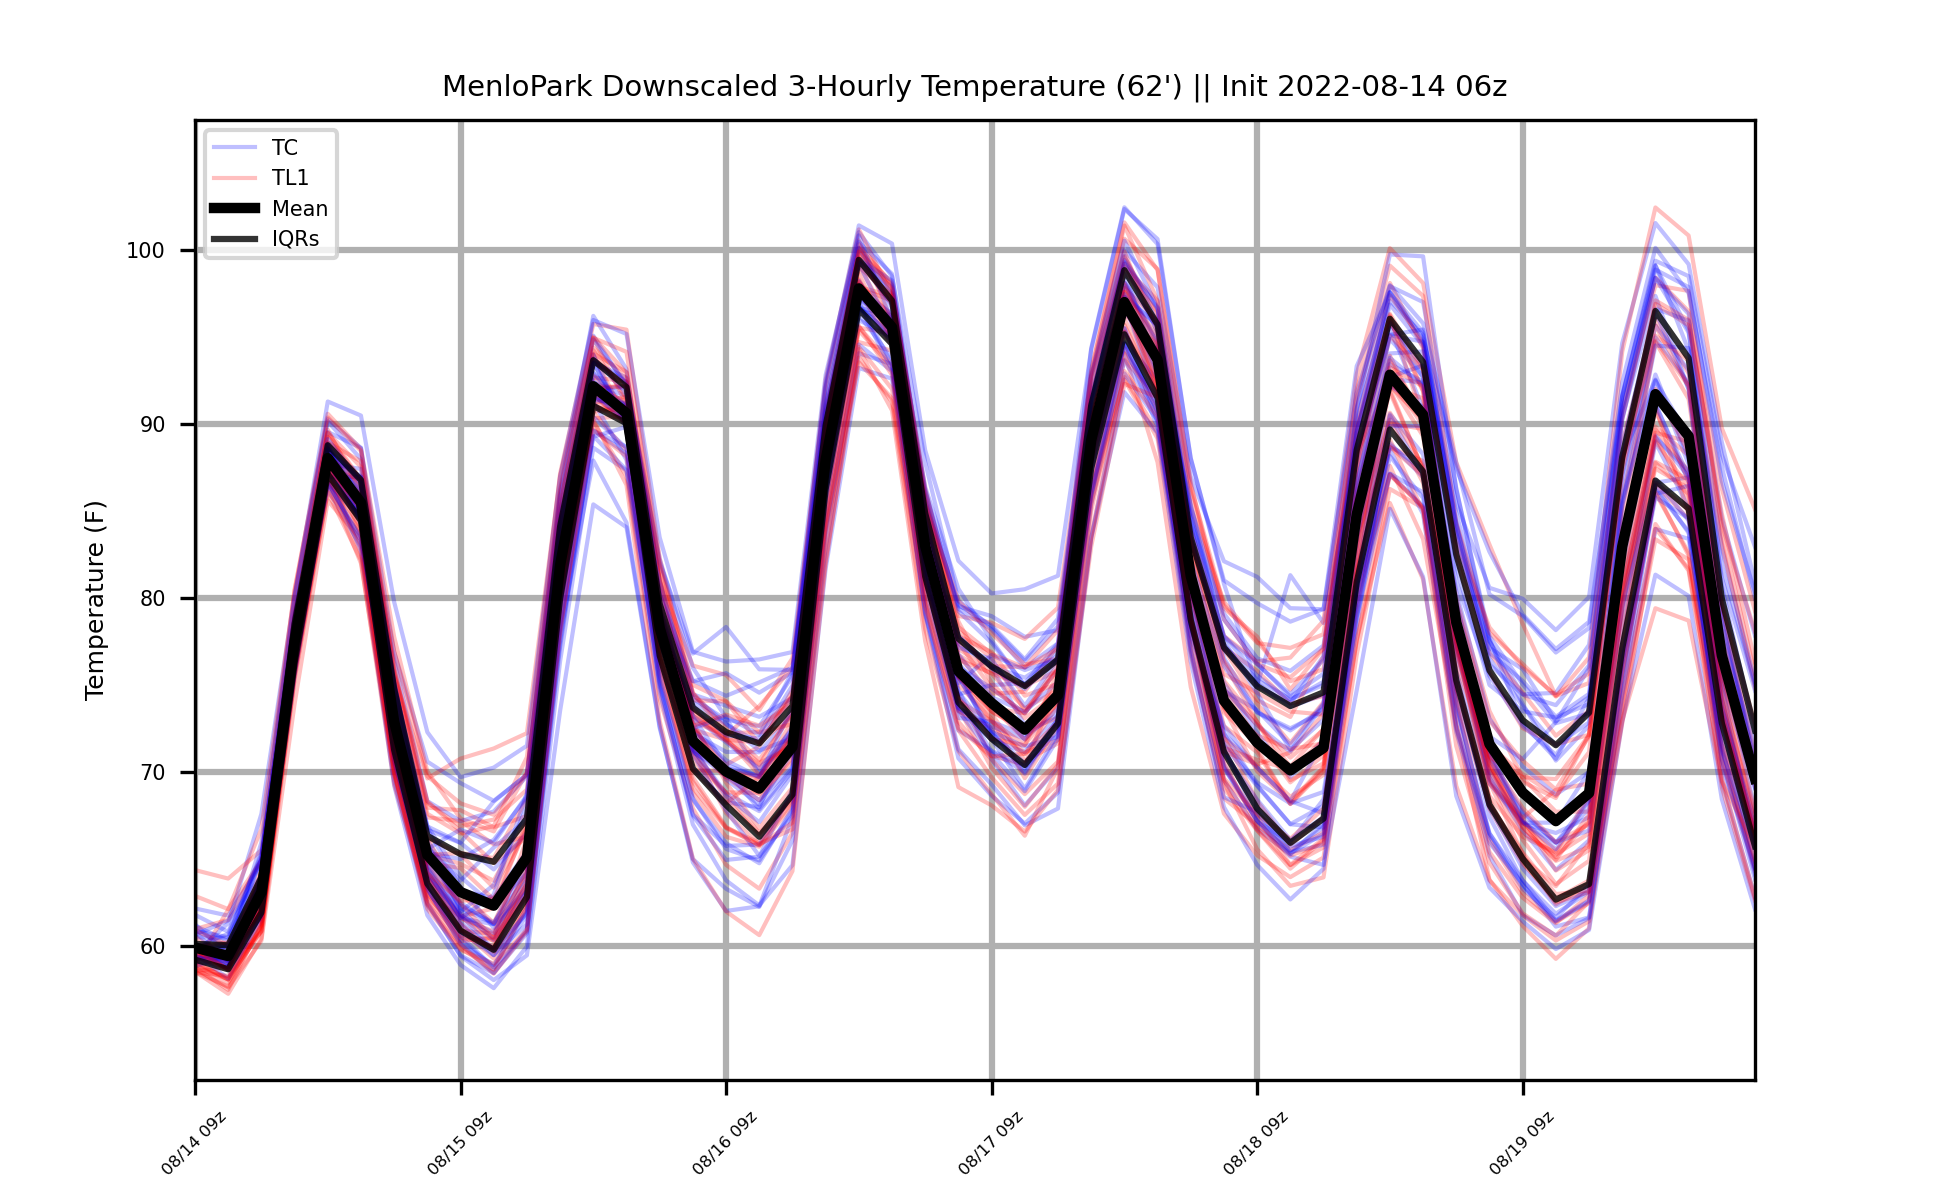 MenloPark Downscaled 3-Hourly Temperature (62') || Init 2022-08-14 06z
TC
TL1
Mean
IQRs
Temperature (F)
100
90
80
70
60
08/14 09z
08/15 09z
08/16 09z
08/17 09z
08/18 09z
08/19 09z